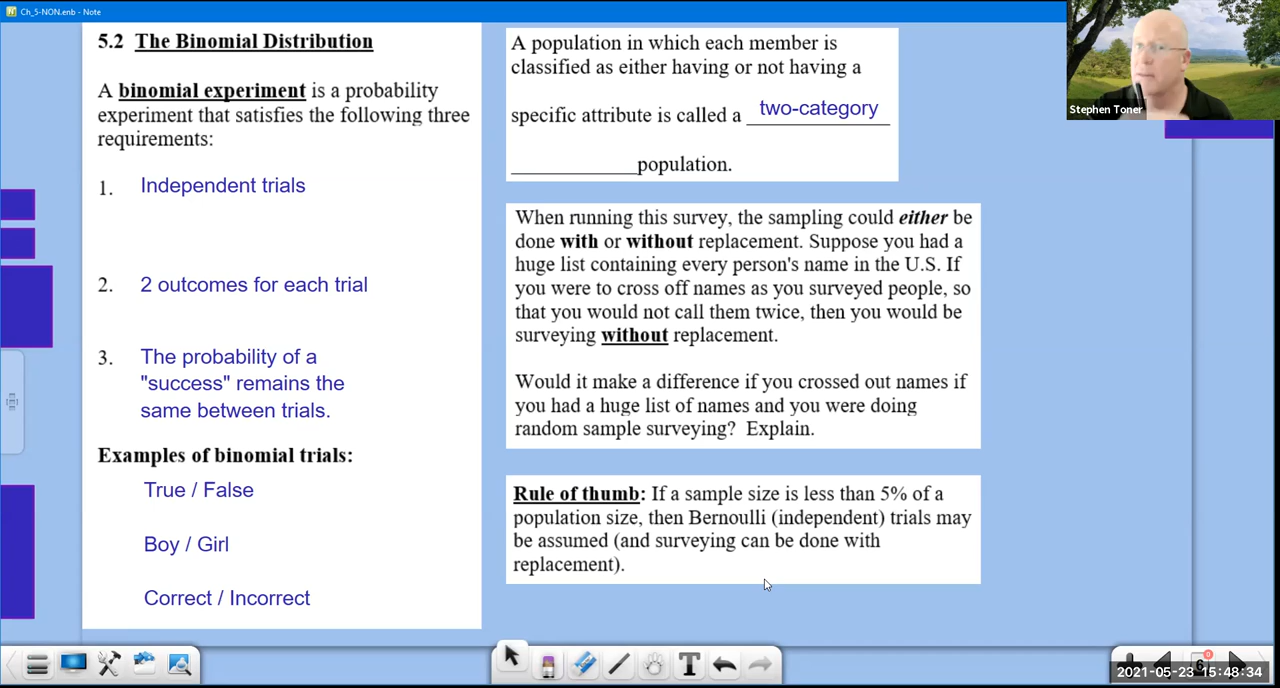 Ch_5-NON.enb - Note
5.2 The Binomial Distribution
A binomial experiment is a probability
experiment that satisfies the following three
requirements:
1. Independent trials
2. 2 outcomes for each trial
3. The probability of a
"success" remains the
same between trials.
Examples of binomial trials:
True / False
Boy / Girl
Correct / Incorrect
A population in which each member is
classified as either having or not having a
specific attribute is called a two-category
____________population.
When running this survey, the sampling could either be
done with or without replacement. Suppose you had a
huge list containing every person's name in the U.S. If
you were to cross off names as you surveyed people, so
that you would not call them twice, then you would be
surveying without replacement.
Would it make a difference if you crossed out names if
you had a huge list of names and you were doing
random sample surveying? Explain.
Rule of thumb: If a sample size is less than 5% of a
population size, then Bernoulli (independent) trials may
be assumed (and surveying can be done with
replacement).
Stephen Toner
T
6
0
2021-05-23 15:48:34